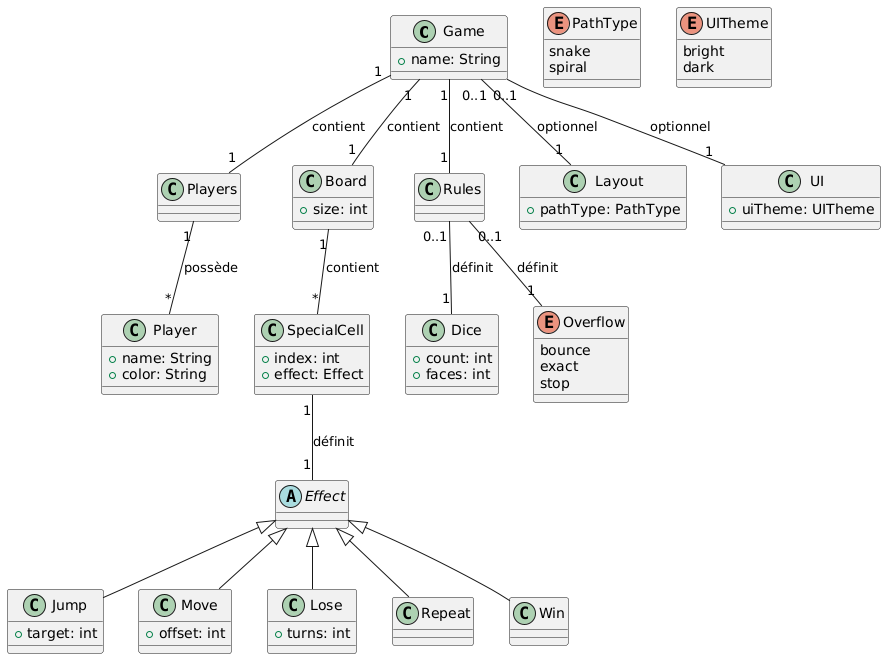 C Game
name: String
E PathType
snake
spiral
E UITheme
bright
dark
1
1
1
0..1
0..1
contient
contient
contient
optionnel
optionnel
1
1
1
1
1
C Players
C Board
size: int
C Rules
C Layout
pathType: PathType
C UI
uiTheme: UITheme
1
1
0..1
0..1
possède
contient
définit
définit
*
*
1
1
C Player
name: String
color: String
C SpecialCell
index: int
effect: Effect
C Dice
count: int
faces: int
E Overflow
bounce
exact
stop
1
définit
1
A Effect
C Jump
target: int
C Move
offset: int
C Lose
turns: int
C Repeat
C Win